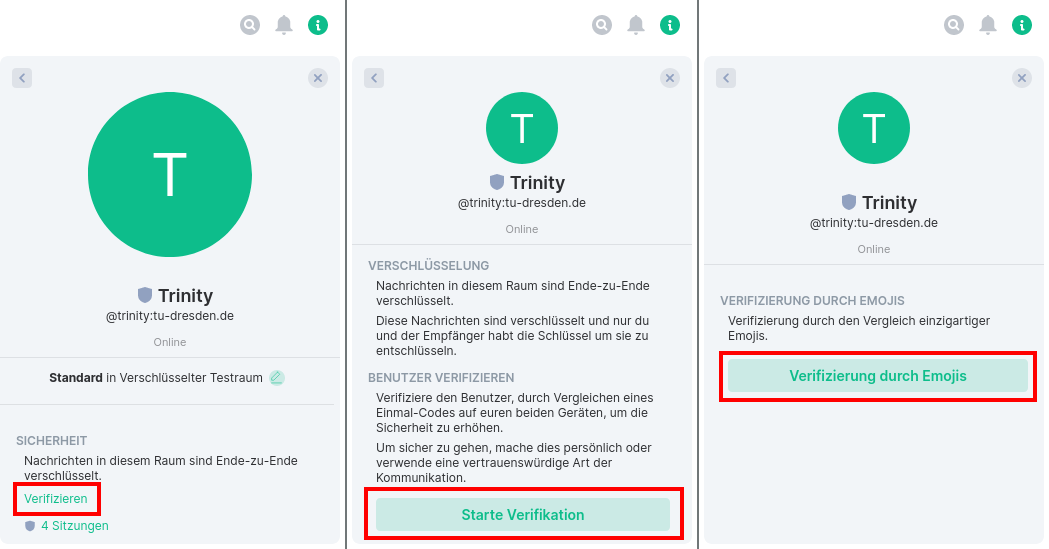 T
Trinity
@trinity:tu-dresden.de
Online
Standard in Verschlüsselter Testraum
SICHERHEIT
Nachrichten in diesem Raum sind Ende-zu-Ende
verschlüsselt.
Verifizieren
4 Sitzungen
T
Trinity
@trinity:tu-dresden.de
Online
VERSCHLÜSSELUNG
Nachrichten in diesem Raum sind Ende-zu-Ende
verschlüsselt.
Diese Nachrichten sind verschlüsselt und nur du
und der Empfänger habt die Schlüssel um sie zu
entschlüsseln.
BENUTZER VERIFIZIEREN
Verifiziere den Benutzer, durch Vergleichen eines
Einmal-Codes auf euren beiden Geräten, um die
Sicherheit zu erhöhen.
Um sicher zu gehen, mache dies persönlich oder
verwende eine vertrauenswürdige Art der
Kommunikation.
Starte Verifikation
T
Trinity
@trinity:tu-dresden.de
Online
VERIFIZIERUNG DURCH EMOJIS
Verifizierung durch den Vergleich einzigartiger
Emojis.
Verifizierung durch Emojis